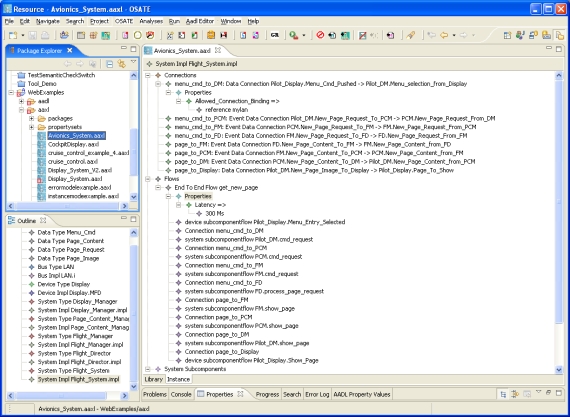 Resource - Avionics_System.aaxl - OSATE
File Edit Navigate Search Project OSATE Analyses Run Aadl Editor Window Help
Package Explorer
TestSemanticCheckSwitch
Tool_Demo
WebExamples
aadl
aaxl
packages
propertysets
Avionics_System.aaxl
CockpitDisplay.aaxl
cruise_control_example_4.aaxl
cruise_control.aaxl
Display_System_V2.aaxl
Display_System.aaxl
errormodelexample.aaxl
instancemodeexample.aaxl
Outline
Data Type Menu_Cmd
Data Type Page_Content
Data Type Page_Request
Data Type Page_Image
Bus Type LAN
Bus Impl LAN.i
Device Type Display
Device Impl Display.MFD
System Type Display_Manager
System Impl Display_Manager.impl
System Type Page_Content_Manag
System Impl Page_Content_Manag
System Type Flight_Manager
System Impl Flight_Manager.impl
System Type Flight_Director
System Impl Flight_Director.impl
System Type Flight_System
System Impl Flight_System.impl
Avionics_System.aaxl
System Impl Flight_System.impl
Connections
menu_cmd_to_DM: Data Connection Pilot_Display.Menu_Cmd_Pushed -> Pilot_DM.Menu_selection_from_Display
Properties
Allowed_Connection_Binding =>
reference mylan
menu_cmd_to_PCM: Event Data Connection Pilot_DM.New_Page_Request_To_PCM -> PCM.New_Page_Request_From_DM
menu_cmd_to_FM: Event Data Connection PCM.New_Page_Request_To_FM -> FM.New_Page_Request_From_PCM
menu_cmd_to_FD: Event Data Connection FM.New_Page_Request_To_FD -> FD.New_Page_Request_From_FM
page_to_FM: Event Data Connection FD.New_Page_Content_To_FM -> FM.New_Page_Content_From_FD
page_to_PCM: Event Data Connection FM.New_Page_Content_To_PCM -> PCM.New_Page_Content_from_FM
page_to_DM: Event Data Connection PCM.New_Page_Content_To_DM -> Pilot_DM.New_Page_Content_from_PCM
page_to_Display: Data Connection Pilot_DM.New_Page_Image_To_Display -> Pilot_Display.Page_To_Show
Flows
End To End Flow get_new_page
Properties
Latency =>
300 Ms
device subcomponentflow Pilot_Display.Menu_Entry_Selected
Connection menu_cmd_to_DM
system subcomponentflow Pilot_DM.cmd_request
Connection menu_cmd_to_PCM
system subcomponentflow PCM.cmd_request
Connection menu_cmd_to_FM
system subcomponentflow FM.cmd_request
Connection menu_cmd_to_FD
system subcomponentflow FD.process_page_request
Connection page_to_FM
system subcomponentflow FM.show_page
Connection page_to_PCM
system subcomponentflow PCM.show_page
Connection page_to_DM
system subcomponentflow Pilot_DM.show_page
Connection page_to_Display
device subcomponentflow Pilot_Display.Show_Page
System Subcomponents
Library Instance
Problems Console Properties Progress Search Error Log AADL Property Values
Avionics_System.aaxl - WebExamples/aaxl